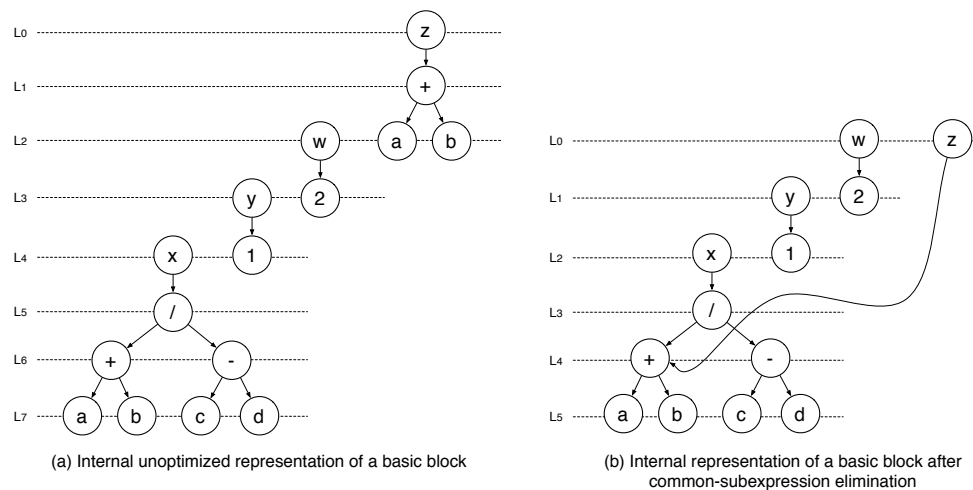 L0 z
L1 +
L2 w a b
L3 y 2
L4 x 1
L5 /
L6 + -
L7 a b c d
(a) Internal unoptimized representation of a basic block
L0 w z
L1 y 2
L2 x 1
L3 /
L4 + -
L5 a b c d
(b) Internal representation of a basic block after
common-subexpression elimination